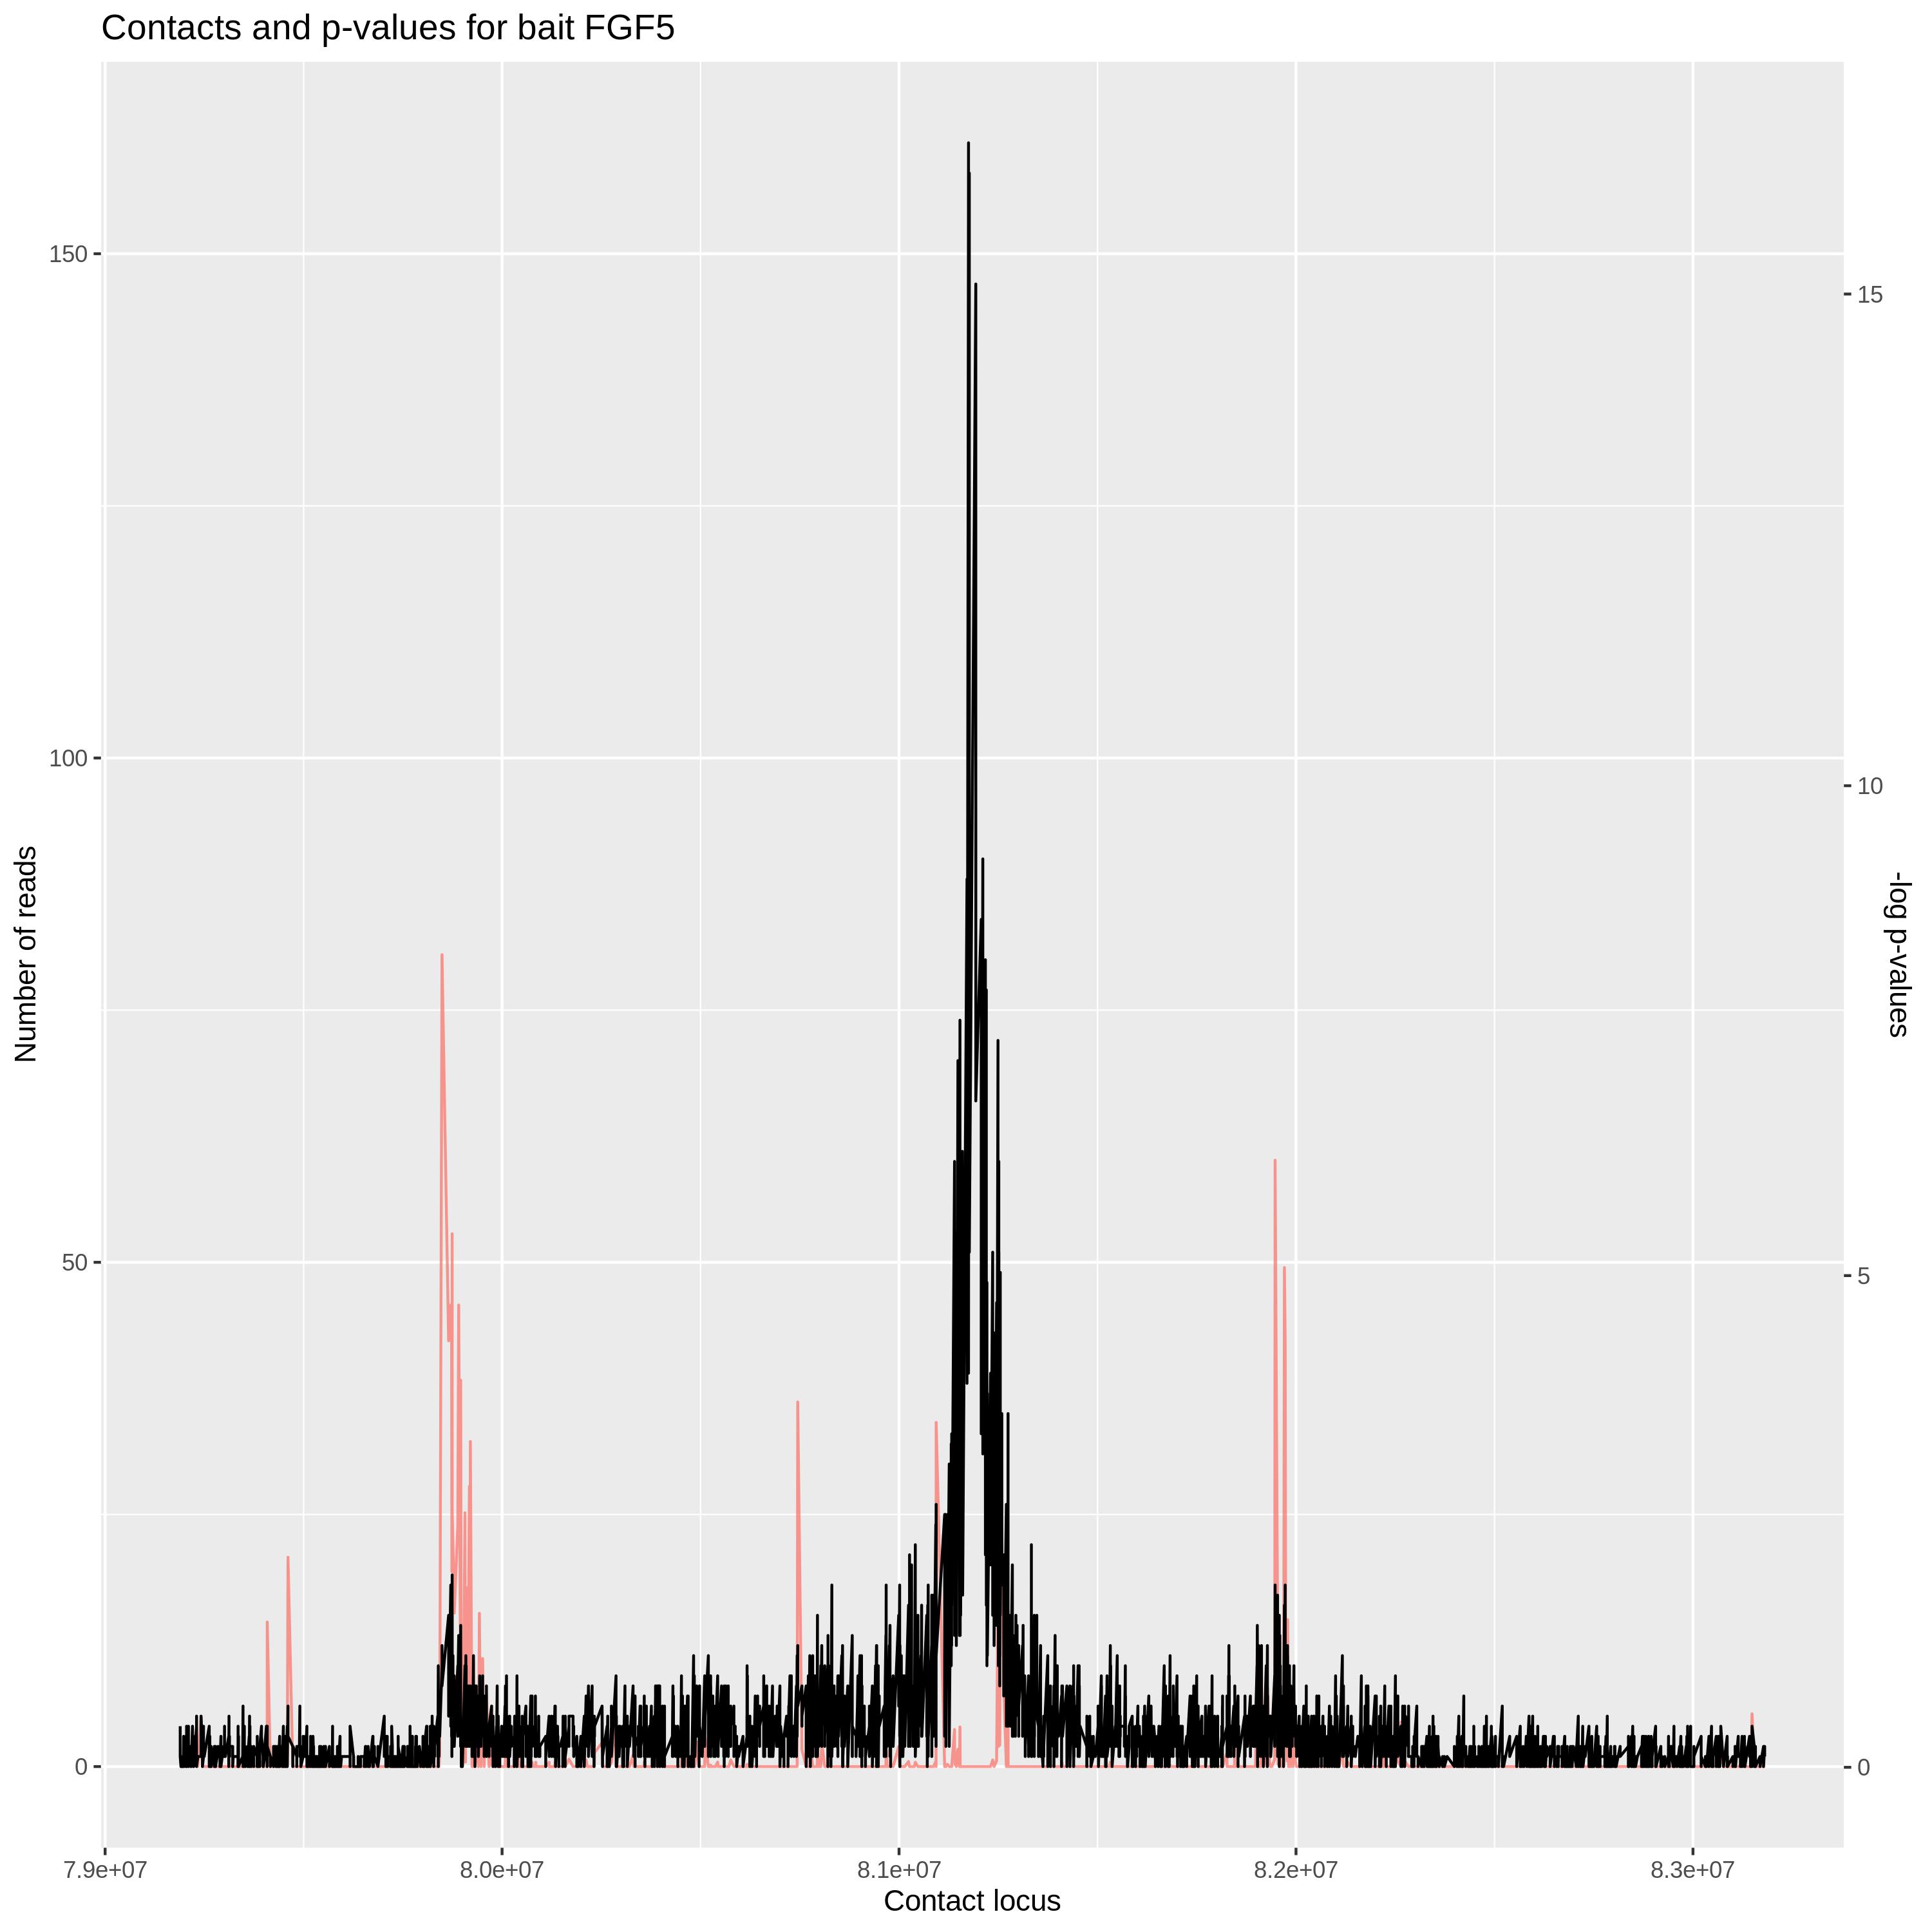 Contacts and p-values for bait FGF5
150
100
50
0
15
10
5
0
Number of reads
-log p-values
7.9e+07
8.0e+07
8.1e+07
8.2e+07
8.3e+07
Contact locus